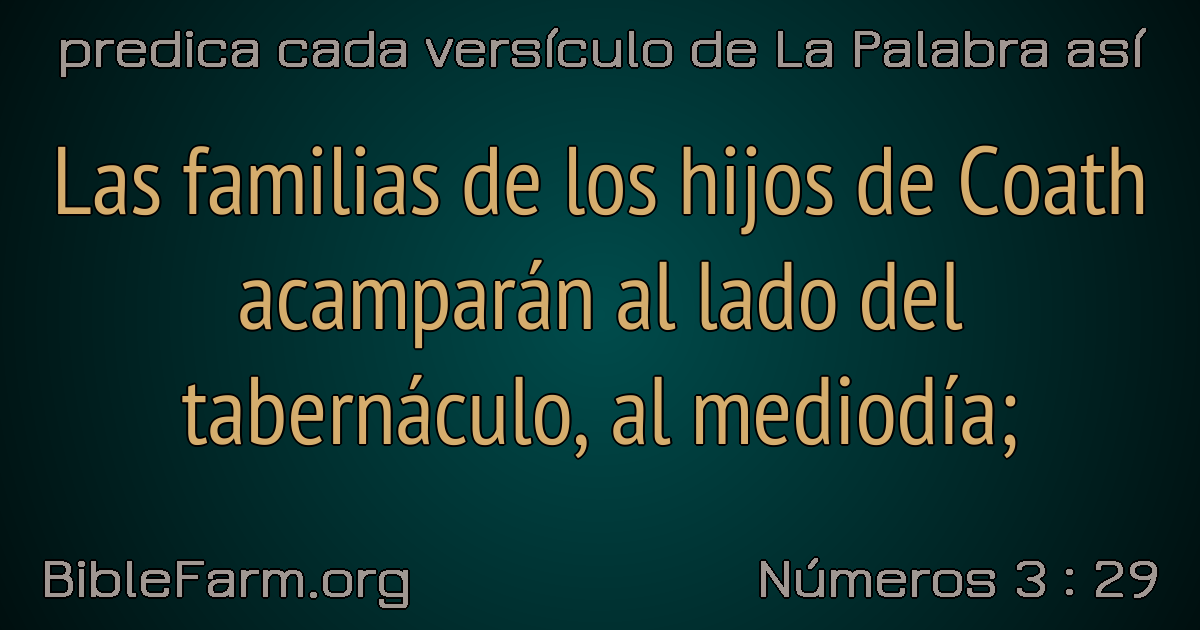 predica cada versículo de La Palabra así
Las familias de los hijos de Coath
acamparán al lado del
tabernáculo, al mediodía;
BibleFarm.org
Números 3 : 29